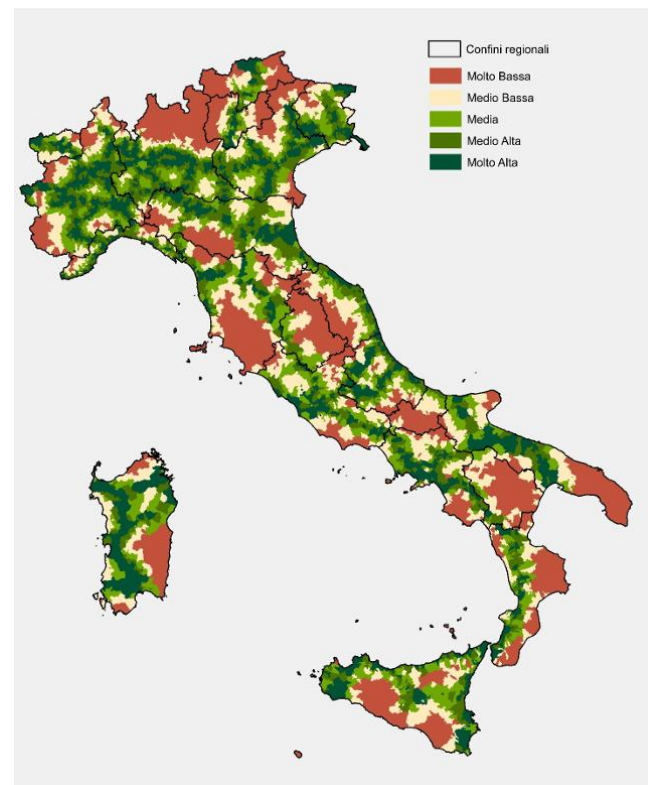 Confini regionali
Molto Bassa
Medio Bassa
Media
Medio Alta
Molto Alta